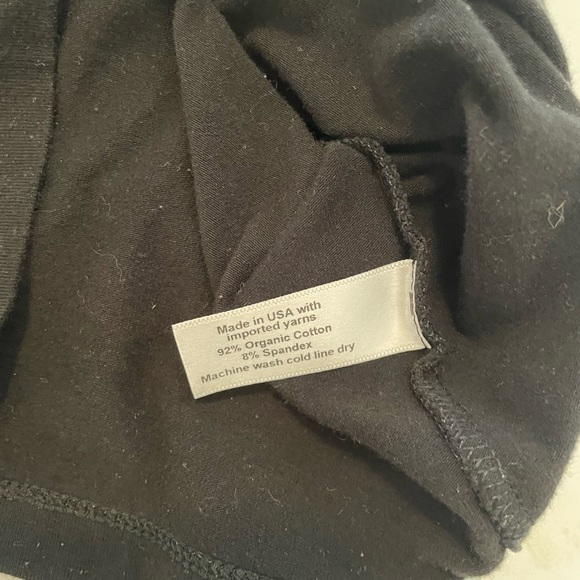 Made in USA with
imported yarns
92% Organic Cotton
8% Spandex
Machine wash cold line dry